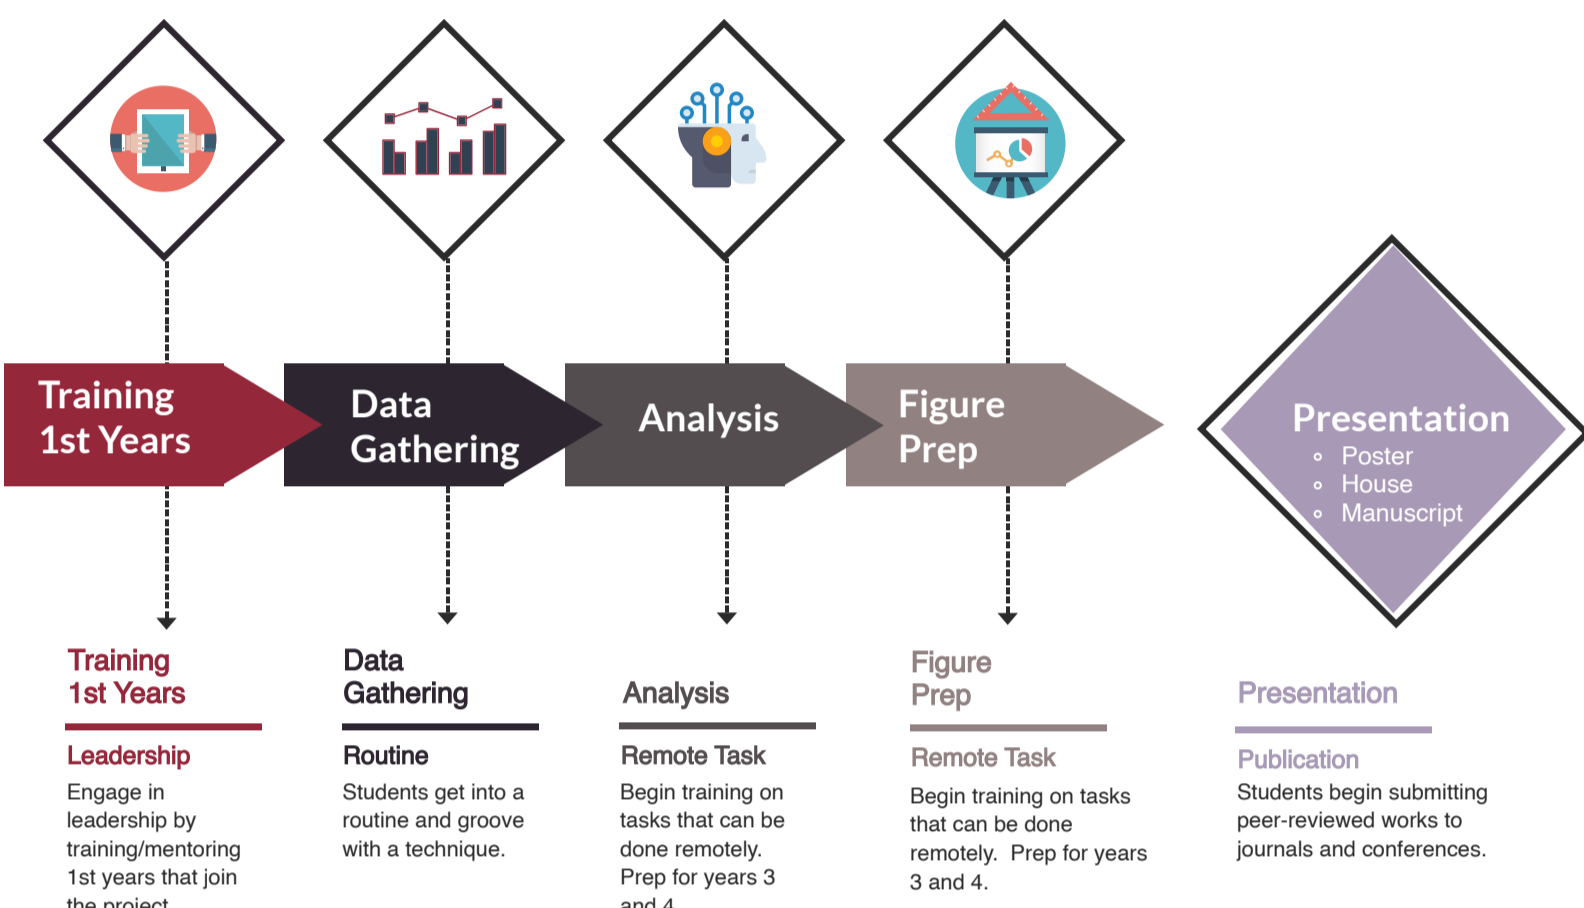 Training
1st Years
Data
Gathering
Analysis
Figure
Prep
Presentation
Poster
House
Manuscript
Training
1st Years
Leadership
Engage in
leadership by
training/mentoring
1st years that join
the project
Data
Gathering
Routine
Students get into a
routine and groove
with a technique.
Analysis
Remote Task
Begin training on
tasks that can be
done remotely.
Prep for years 3
and 4
Figure
Prep
Remote Task
Begin training on tasks
that can be done
remotely.  Prep for years
3 and 4.
Presentation
Publication
Students begin submitting
peer-reviewed works to
journals and conferences.